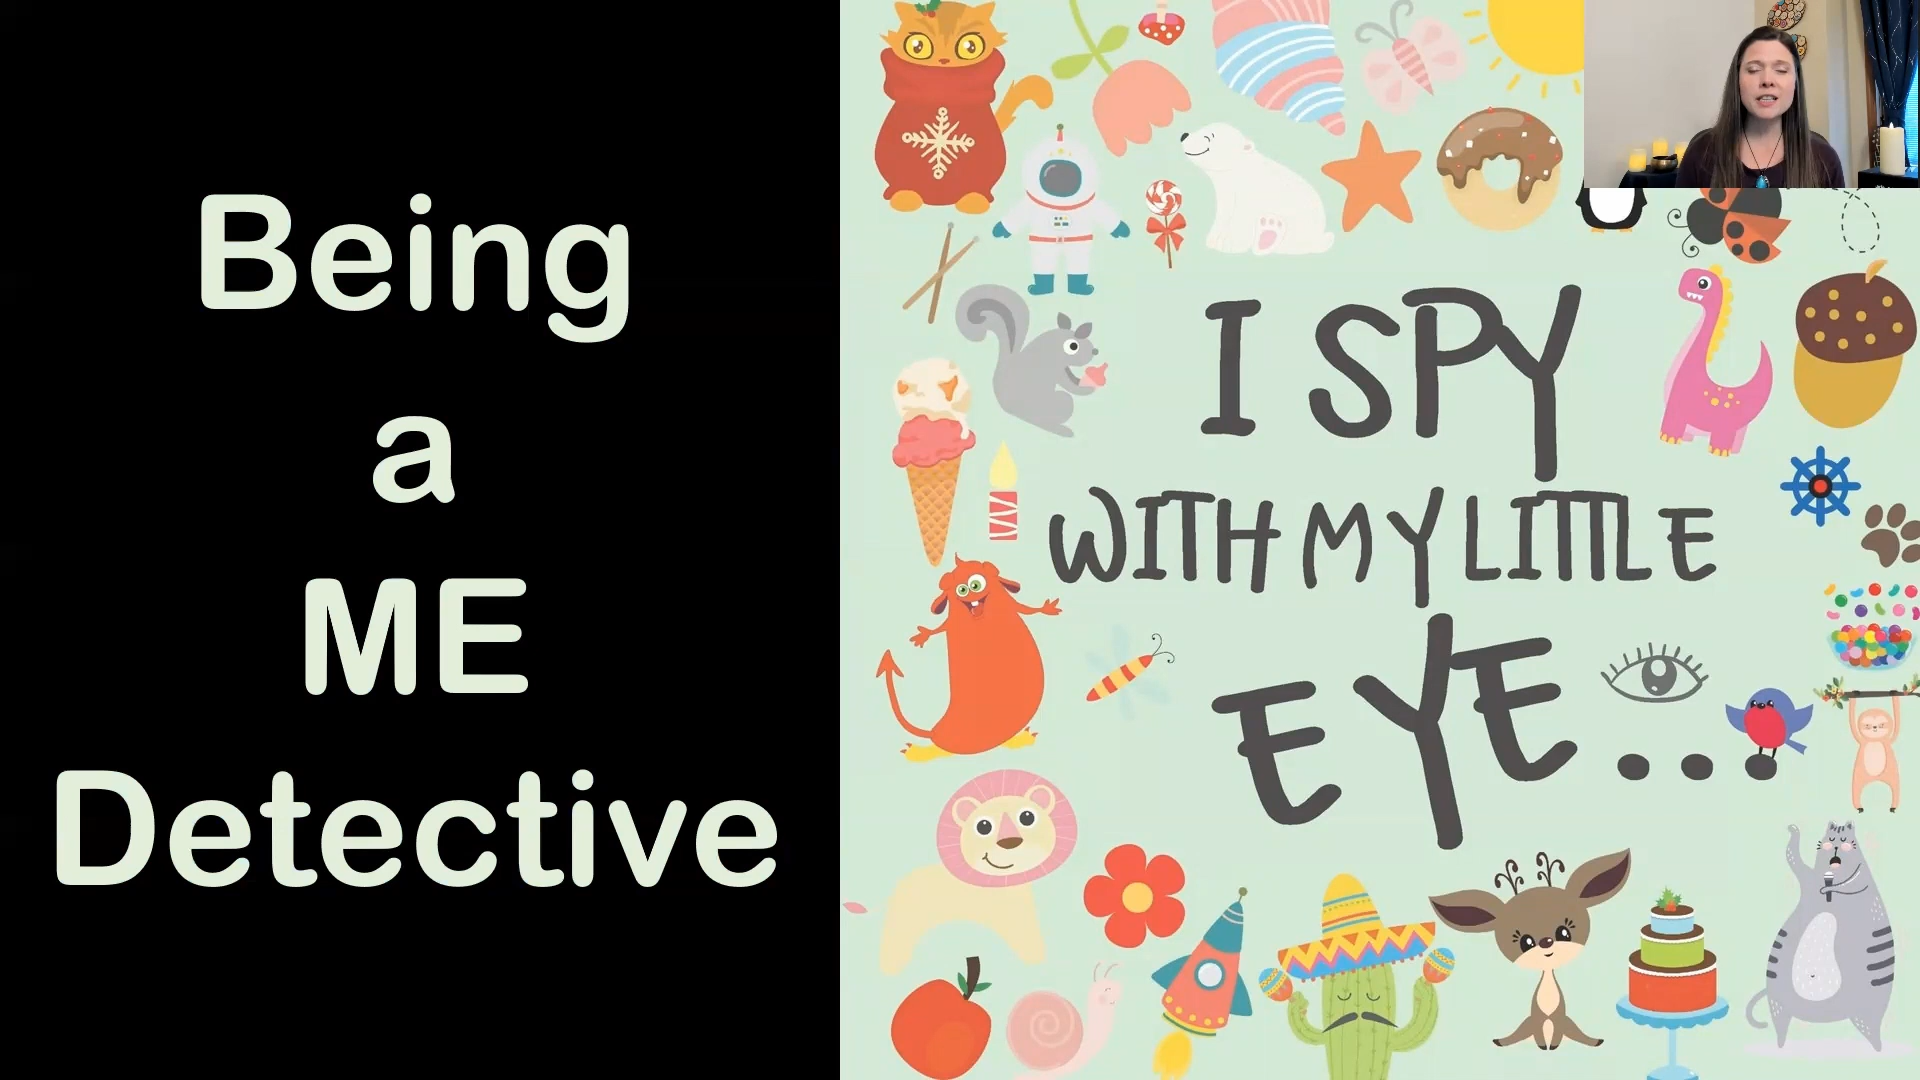 Being
a
ME
Detective
I SPY
WITH MY LITTLE
EYE...